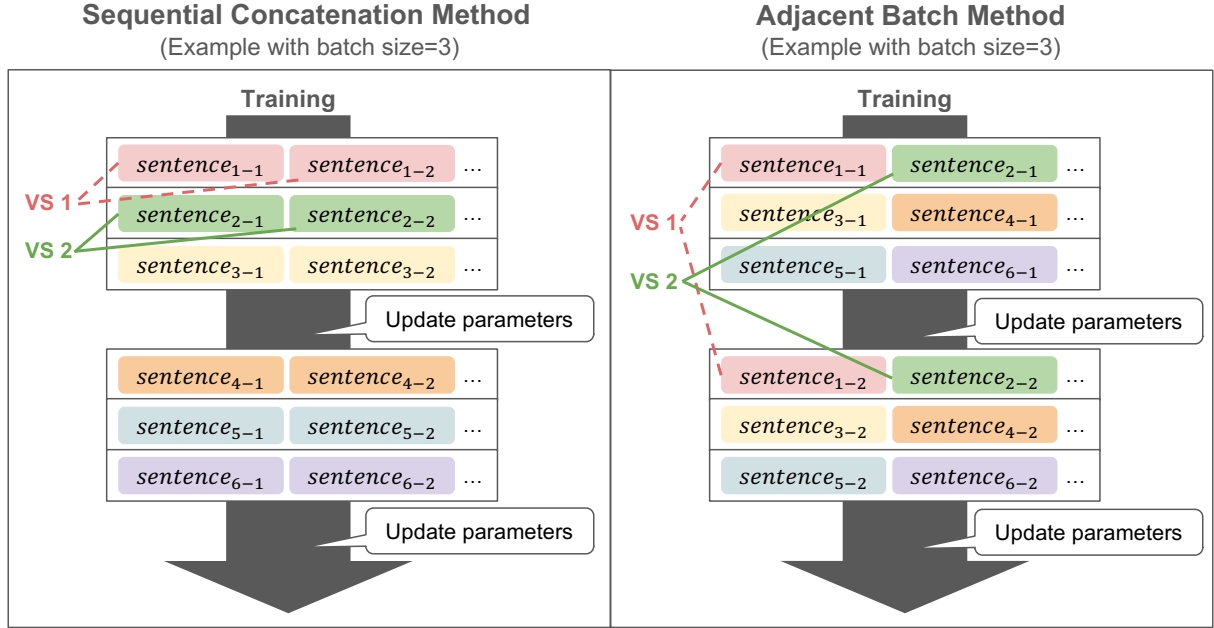 Sequential Concatenation Method
(Example with batch size=3)
Training
sentence₁₋₁ sentence₁₋₂ ...
VS 1
sentence₂₋₁ sentence₂₋₂ ...
VS 2
sentence₃₋₁ sentence₃₋₂ ...
Update parameters
sentence₄₋₁ sentence₄₋₂ ...
sentence₅₋₁ sentence₅₋₂ ...
sentence₆₋₁ sentence₆₋₂ ...
Update parameters
Adjacent Batch Method
(Example with batch size=3)
Training
sentence₁₋₁ sentence₂₋₁ ...
VS 1
sentence₃₋₁ sentence₄₋₁ ...
sentence₅₋₁ sentence₆₋₁ ...
VS 2
Update parameters
sentence₁₋₂ sentence₂₋₂ ...
sentence₃₋₂ sentence₄₋₂ ...
sentence₅₋₂ sentence₆₋₂ ...
Update parameters